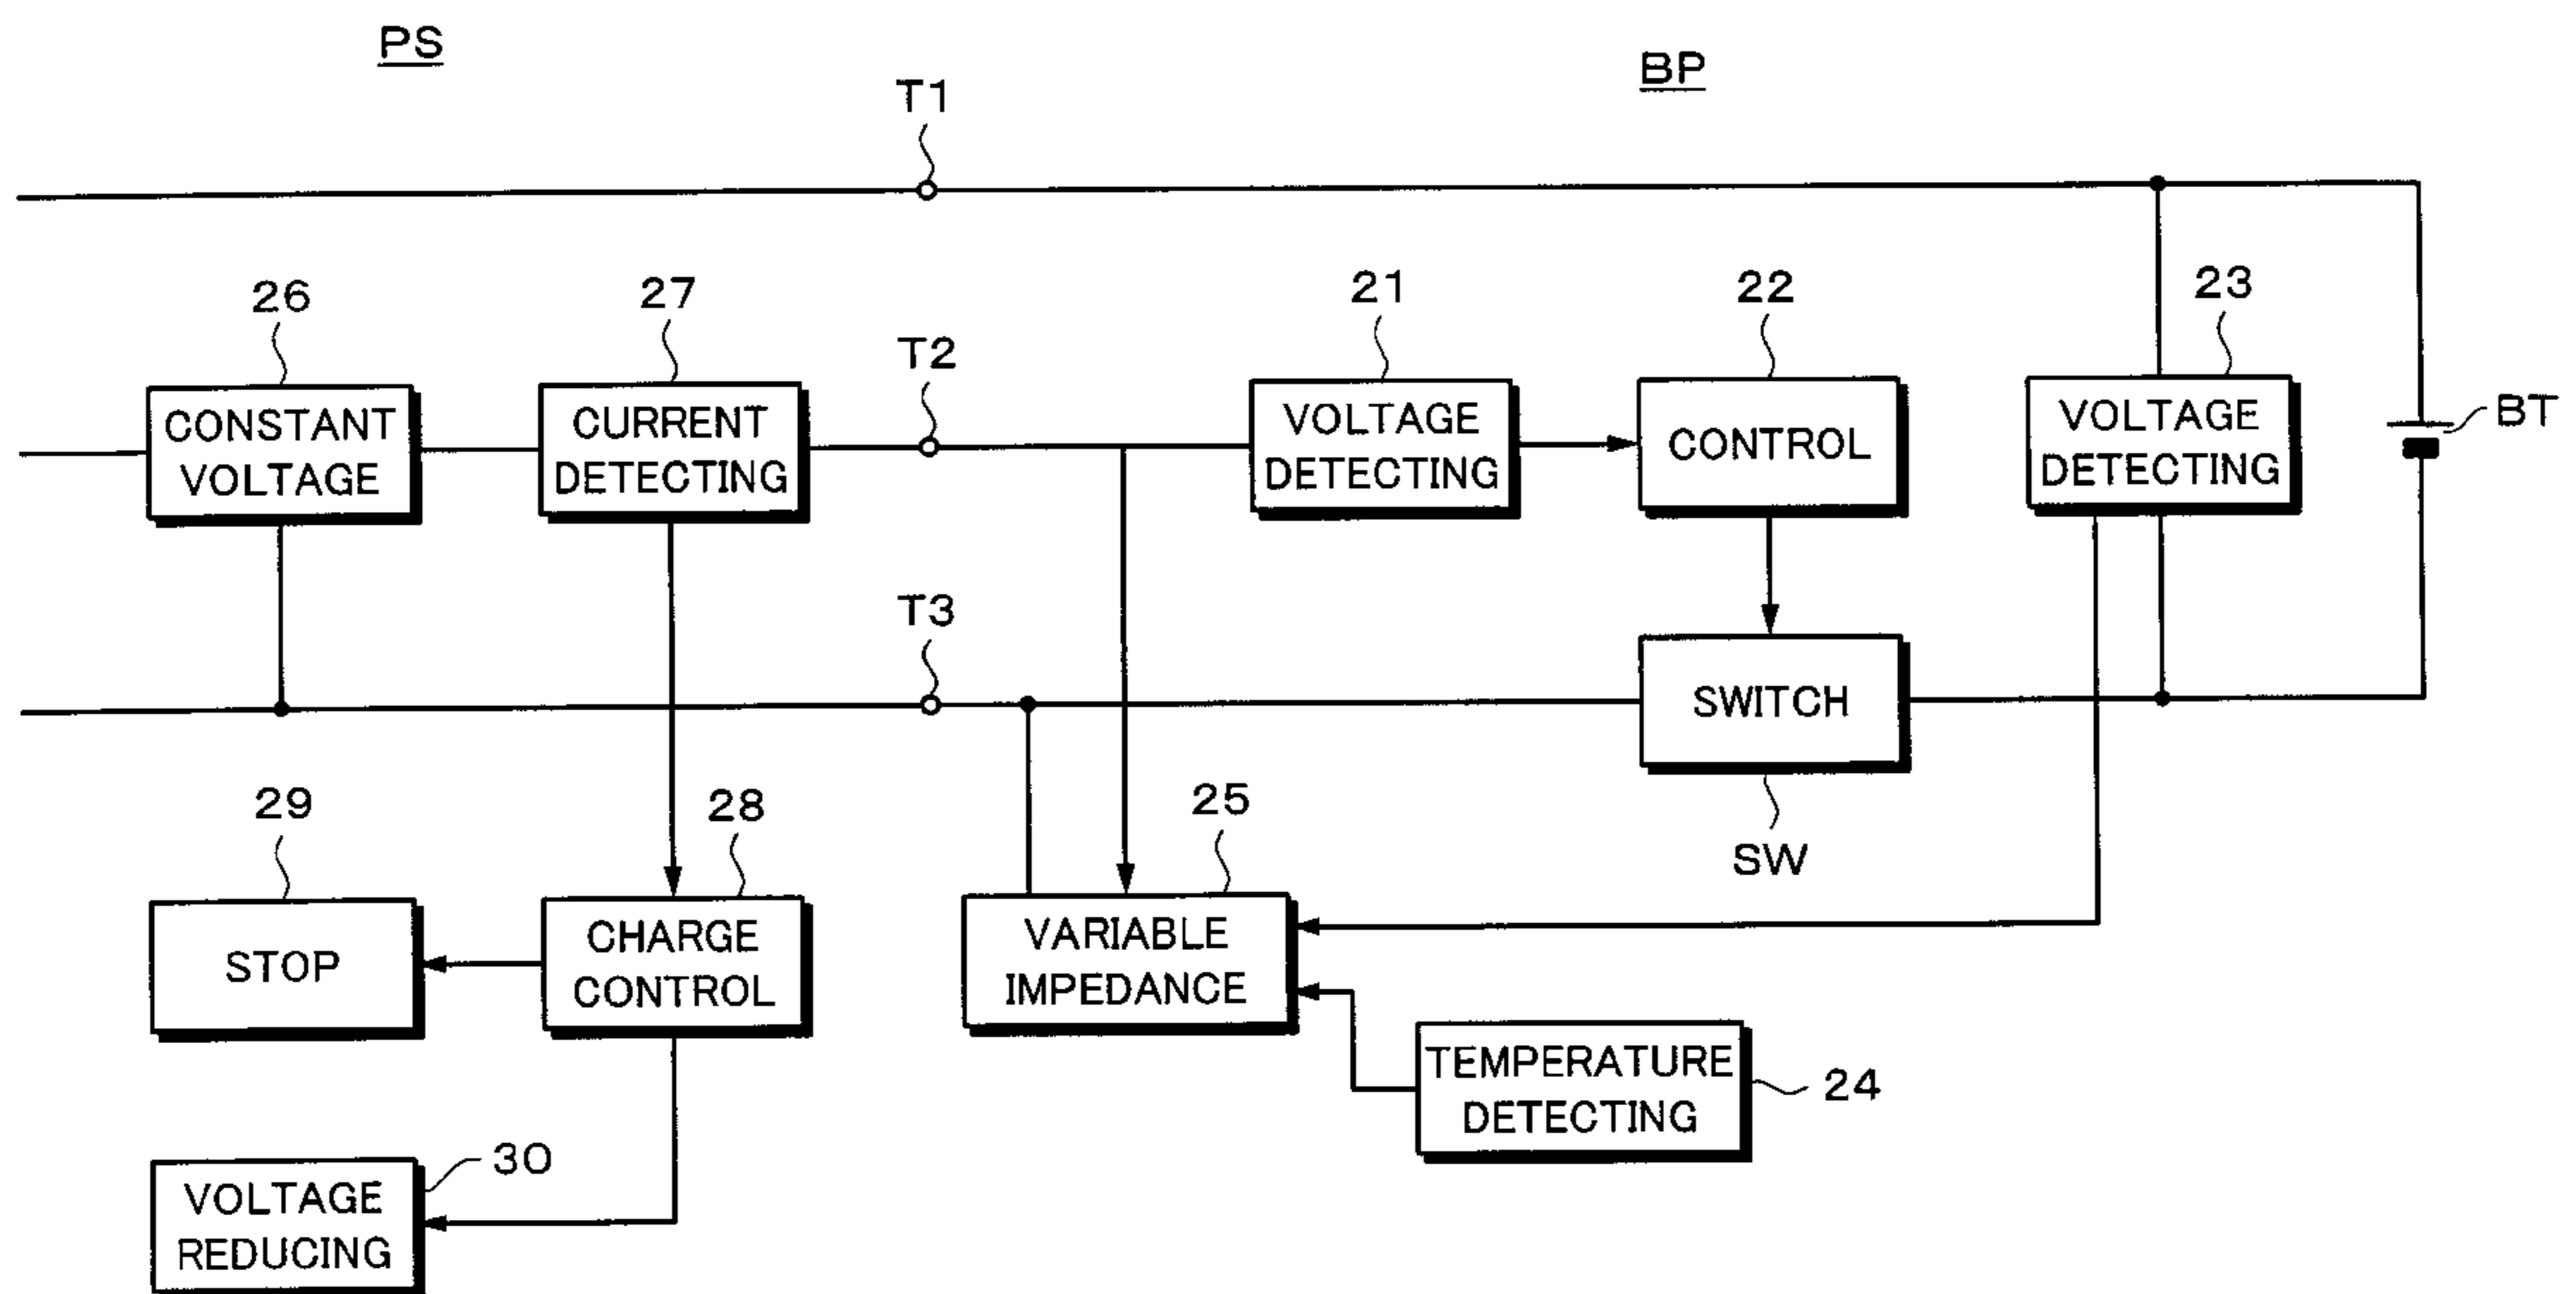 PS
BP
T1
26
27
T2
21
22
23
CONSTANT
VOLTAGE
CURRENT
DETECTING
VOLTAGE
DETECTING
CONTROL
VOLTAGE
DETECTING
BT
T3
SWITCH
SW
29
28
25
STOP
CHARGE
CONTROL
VARIABLE
IMPEDANCE
TEMPERATURE
DETECTING
24
30
VOLTAGE
REDUCING